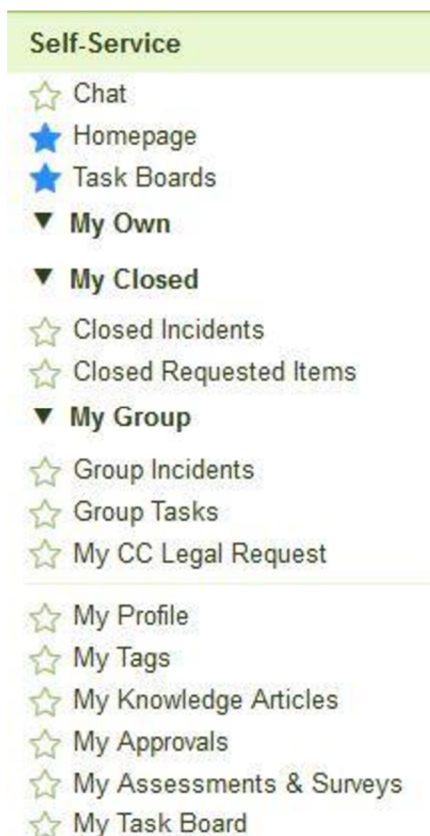 Self-Service
Chat
Homepage
Task Boards
My Own
My Closed
Closed Incidents
Closed Requested Items
My Group
Group Incidents
Group Tasks
My CC Legal Request
My Profile
My Tags
My Knowledge Articles
My Approvals
My Assessments & Surveys
My Task Board